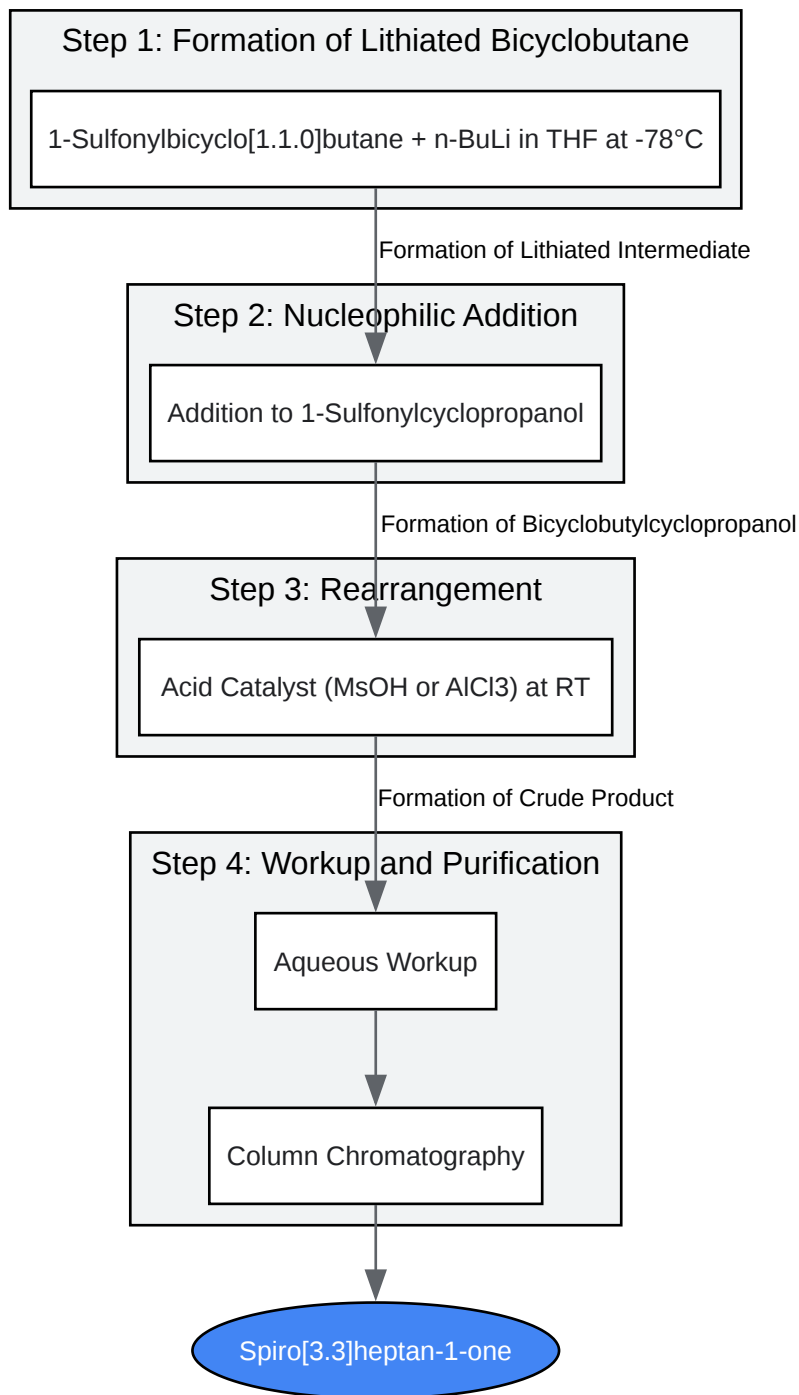 Step 1: Formation of Lithiated Bicyclobutane
1-Sulfonylbicyclo[1.1.0]butane + n-BuLi in THF at -78°C
Formation of Lithiated Intermediate
Step 2: Nucleophilic Addition
Addition to 1-Sulfonylcyclopropanol
Formation of Bicyclobutylcyclopropanol
Step 3: Rearrangement
Acid Catalyst (MsOH or AlCl3) at RT
Formation of Crude Product
Step 4: Workup and Purification
Aqueous Workup
Column Chromatography
Spiro[3.3]heptan-1-one